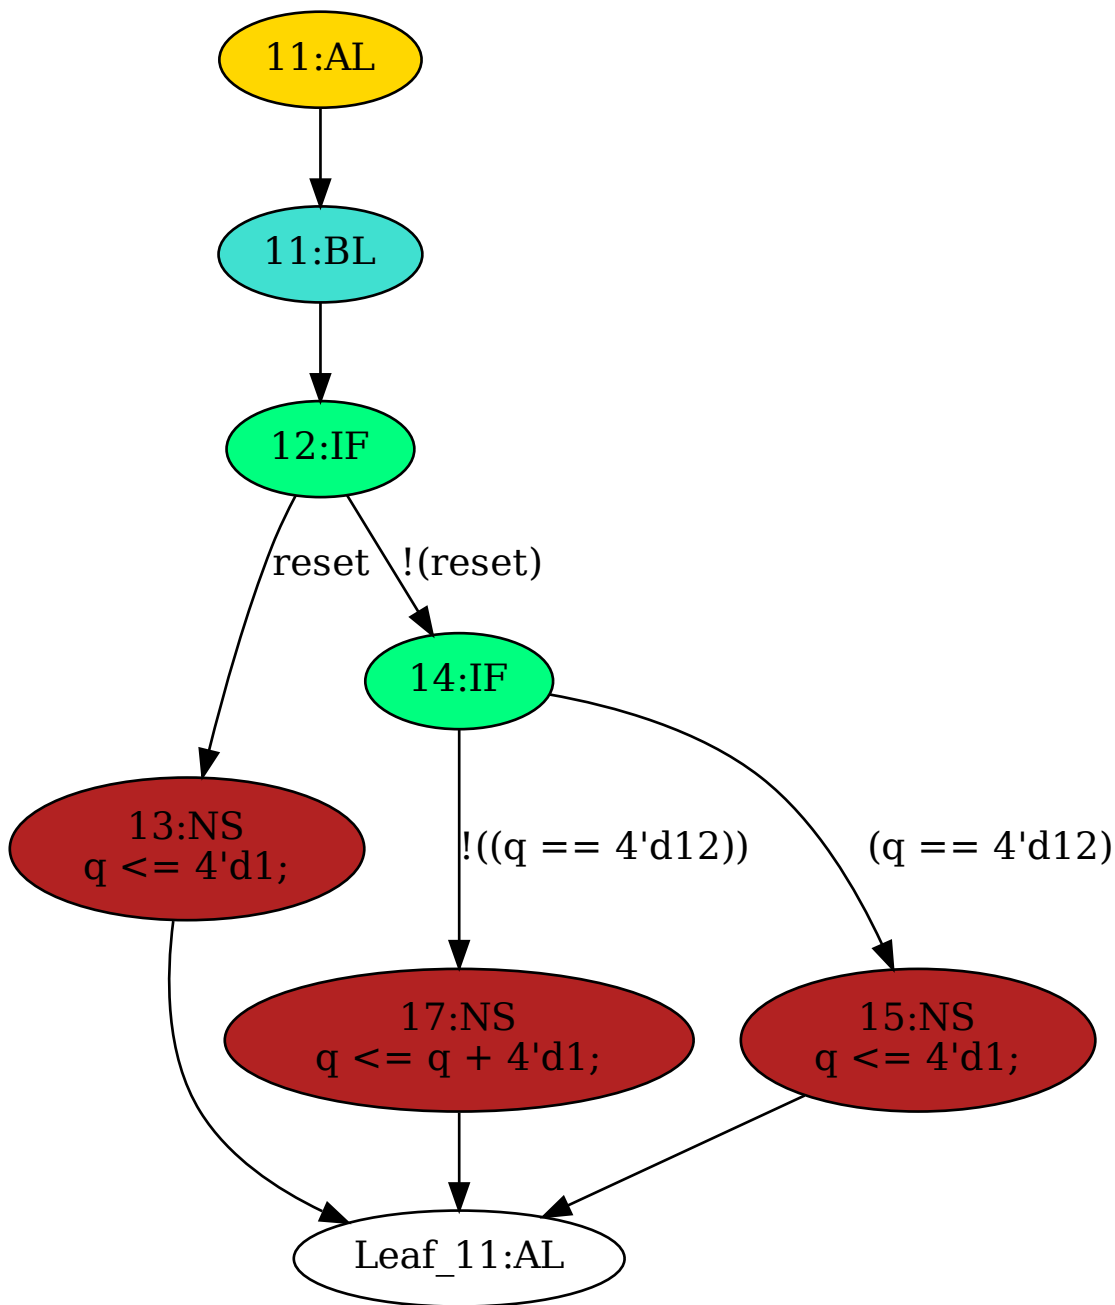 11:AL
11:BL
12:IF
reset
!(reset)
14:IF
13:NS
q <= 4'd1;
!((q == 4'd12))
(q == 4'd12)
17:NS
q <= q + 4'd1;
15:NS
q <= 4'd1;
Leaf_11:AL